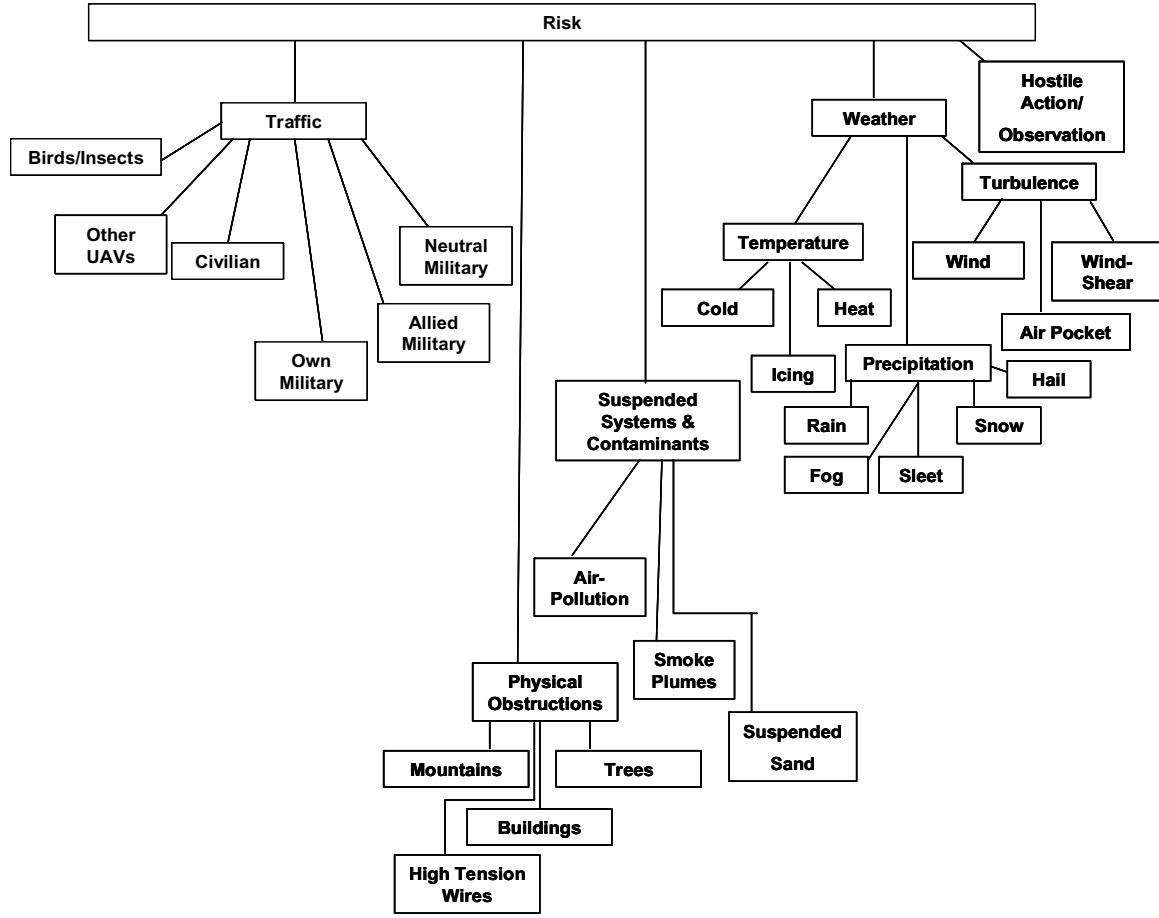 Risk
Hostile
Action/
Observation
Traffic
Weather
Birds/Insects
Turbulence
Other
UAVs
Civilian
Neutral
Military
Temperature
Wind
Wind-
Shear
Cold
Heat
Allied
Military
Air Pocket
Own
Military
Icing
Precipitation
Hail
Suspended
Systems &
Contaminants
Rain
Snow
Fog
Sleet
Air-
Pollution
Smoke
Plumes
Physical
Obstructions
Suspended
Sand
Mountains
Trees
Buildings
High Tension
Wires